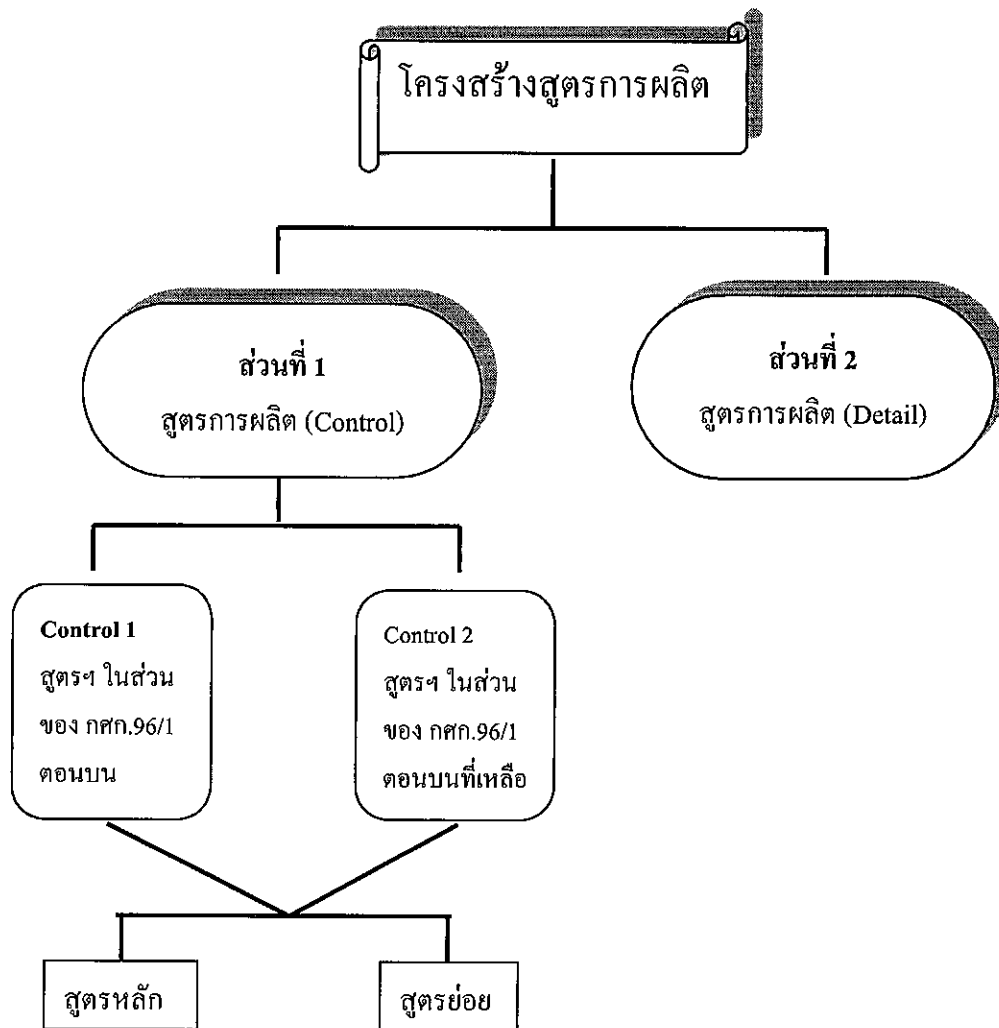 โครงสร้างสูตรการผลิต
ส่วนที่ 1
สูตรการผลิต (Control)
ส่วนที่ 2
สูตรการผลิต (Detail)
Control 1
สูตรฯ ในส่วน
ของ กศก.96/1
ตอนบน
Control 2
สูตรฯ ในส่วน
ของ กศก.96/1
ตอนบนที่เหลือ
สูตรหลัก
สูตรย่อย